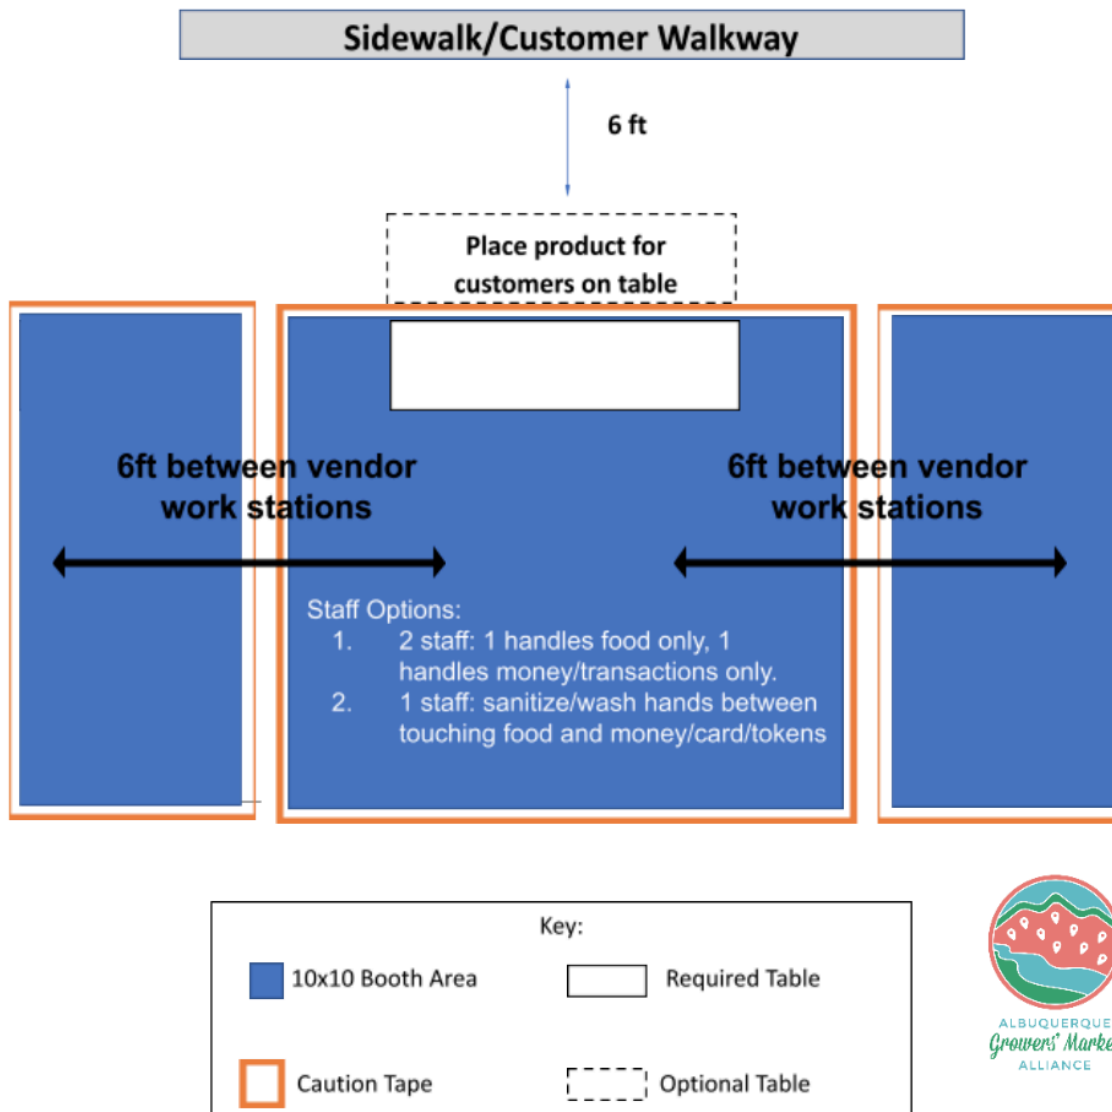 Sidewalk/Customer Walkway
6 ft
Place product for
customers on table
6ft between vendor
work stations
6ft between vendor
work stations
Staff Options:
1. 2 staff: 1 handles food only, 1
handles money/transactions only.
2. 1 staff: sanitize/wash hands between
touching food and money/card/tokens
Key:
10x10 Booth Area
Required Table
Caution Tape
Optional Table
ALBUQUERQUE
Growers' Marke
ALLIANCE